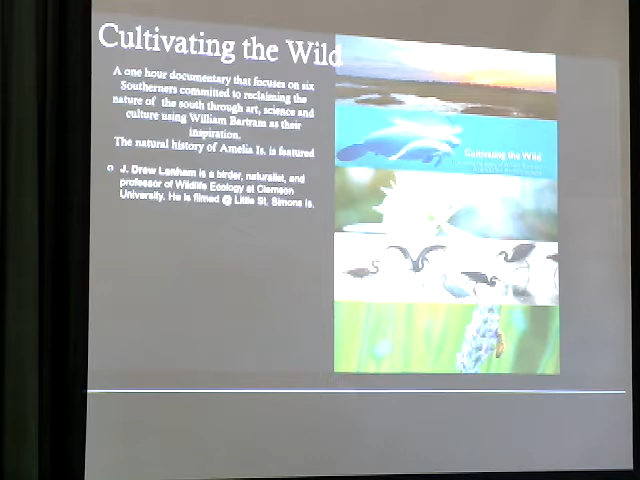 Cultivating the Wild
A one hour documentary that focuses on six
Southerners committed to reclaiming the
nature of the south through art, science and
culture using William Bartram as their
inspiration.
The natural history of Amelia Is. is featured
J. Drew Lanham is a birder, naturalist, and
professor of Wildlife Ecology at Clemson
University. He is filmed @ Little St. Simons Is.
Cultivating the Wild